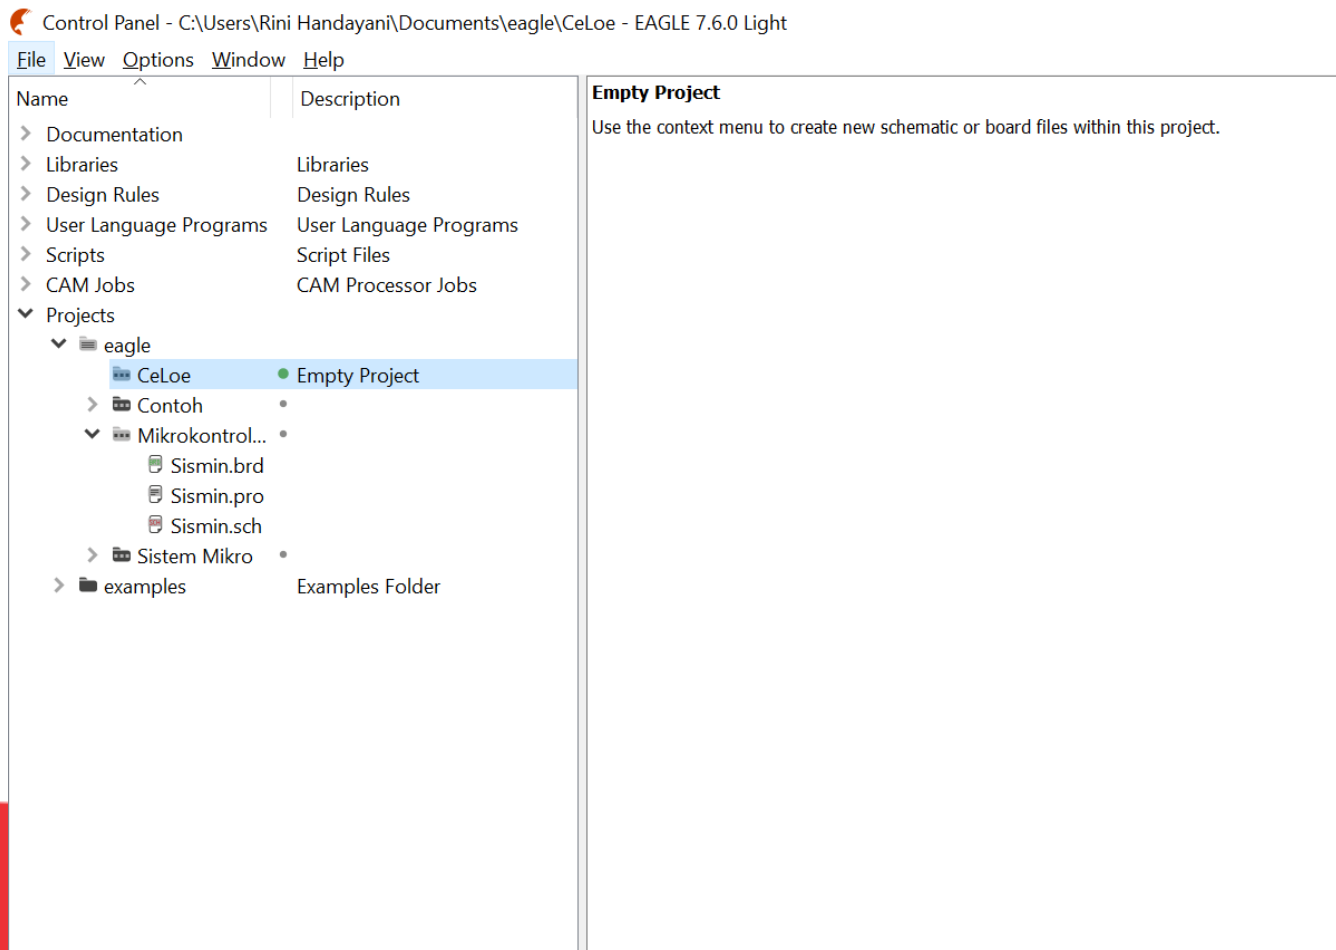 Control Panel - C:\Users\Rini Handayani\Documents\eagle\CeLoe - EAGLE 7.6.0 Light
File View Options Window Help
Name Description
Documentation
Libraries Libraries
Design Rules Design Rules
User Language Programs User Language Programs
Scripts Script Files
CAM Jobs CAM Processor Jobs
Projects
eagle
CeLoe Empty Project
Contoh
Mikrokontrol...
Sismin.brd
Sismin.pro
Sismin.sch
Sistem Mikro
examples Examples Folder
Empty Project
Use the context menu to create new schematic or board files within this project.